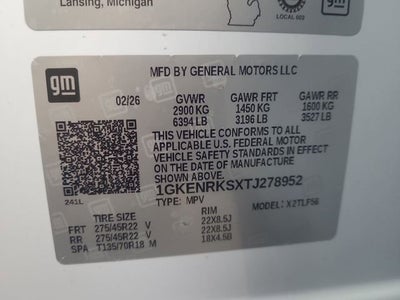 Lansing, Michigan
LOCAL 602
gm
gm
MFD BY GENERAL MOTORS LLC
02/26 GVWR GAWR FRT GAWR RR
2900 KG 1450 KG 1600 KG
6394 LB 3196 LB 3527 LB
THIS VEHICLE CONFORMS TO ALL
APPLICABLE U.S. FEDERAL MOTOR
VEHICLE SAFETY STANDARDS IN EFFECT
ON THE DATE OF MANUFACTURE
SHOWN ABOVE.
1GKENRKSXTJ278952
241L TYPE: MPV MODEL: X2TLF56
TIRE SIZE RIM
FRT 275/45R22 V 22X8.5J
RR 275/45R22 V 22X8.5J
SPA T135/70R18 M 18X4.5B